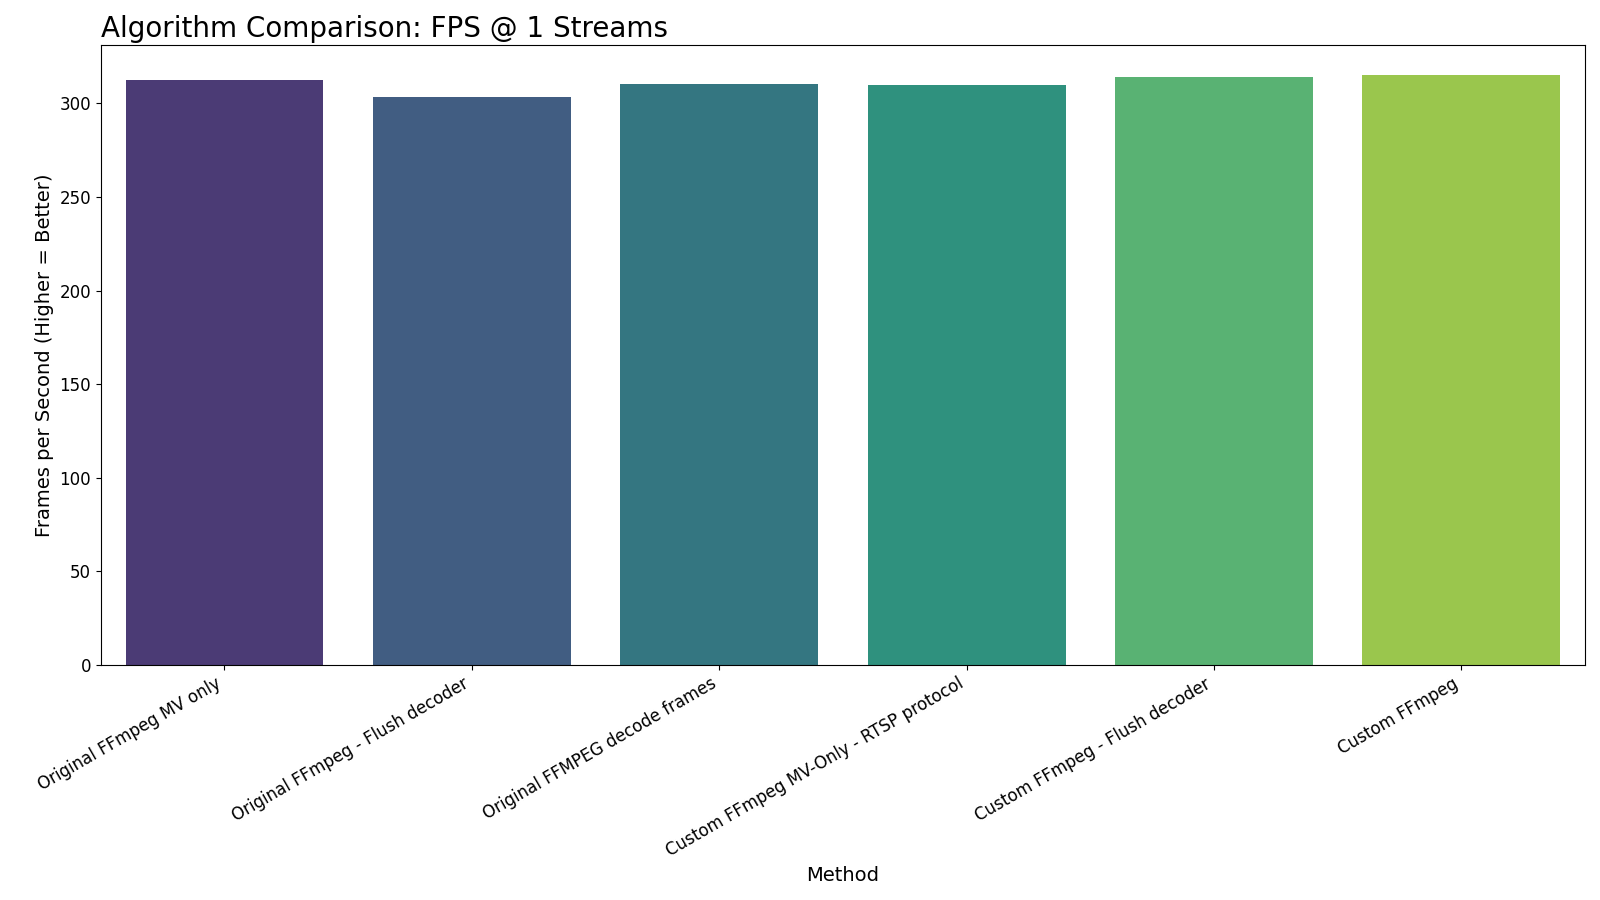 Algorithm Comparison: FPS @ 1 Streams
Frames per Second (Higher = Better)
300
250
200
150
100
50
0
Original FFmpeg MV only
Original FFmpeg - Flush decoder
Original FFMPEG decode frames
Custom FFmpeg MV-Only - RTSP protocol
Custom FFmpeg - Flush decoder
Custom FFmpeg
Method